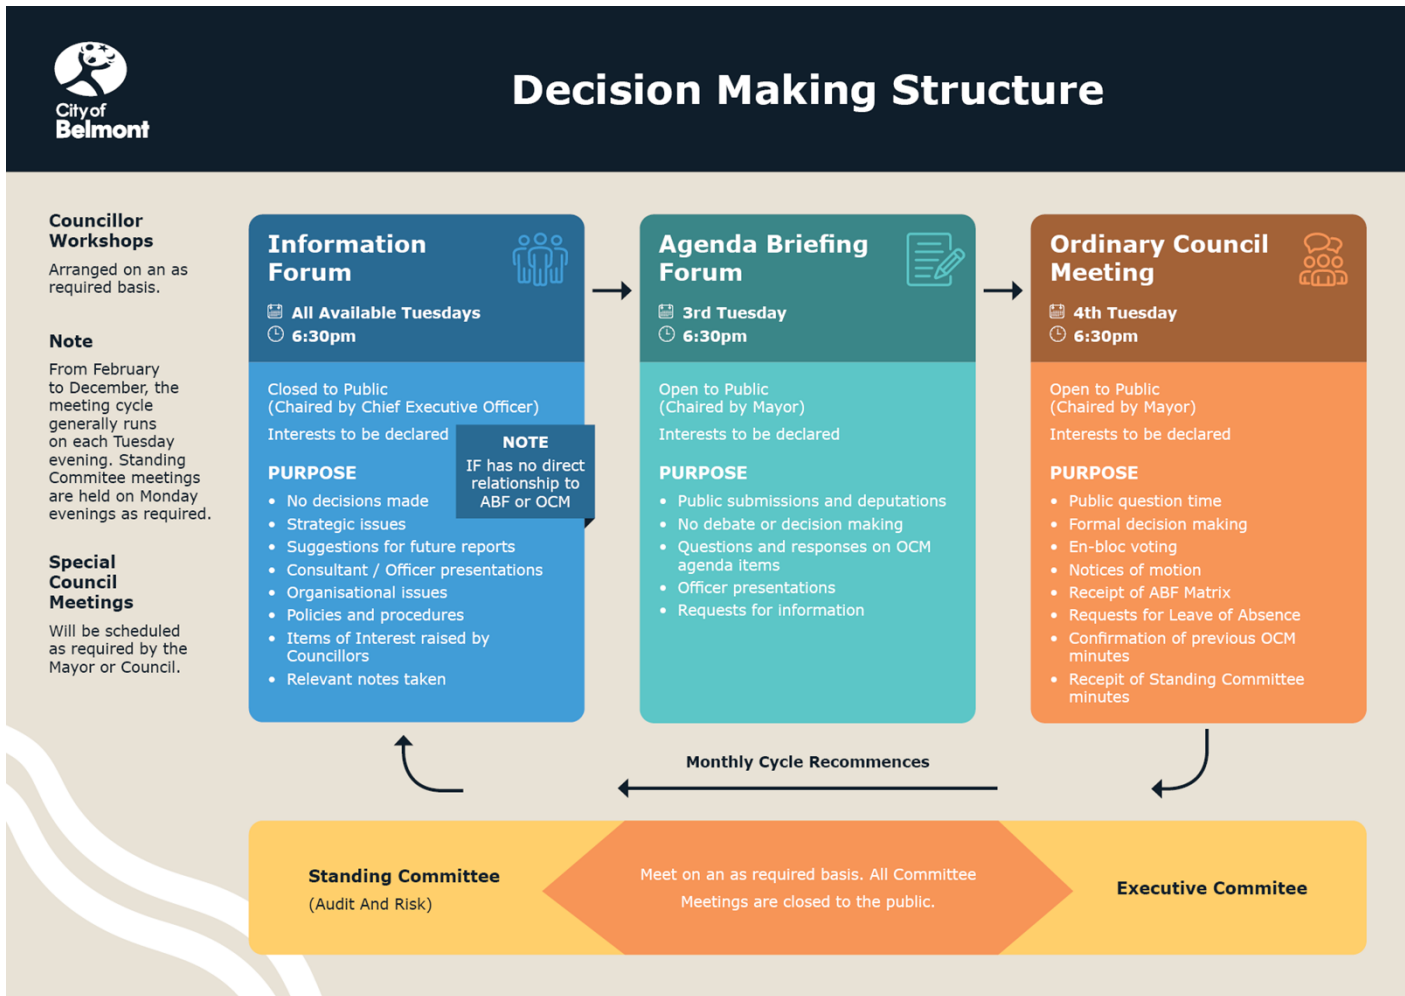 City of
Belmont
Decision Making Structure
Councillor
Workshops
Arranged on an as
required basis.
Note
From February
to December, the
meeting cycle
generally runs
on each Tuesday
evening. Standing
Commitee meetings
are held on Monday
evenings as required.
Special
Council
Meetings
Will be scheduled
as required by the
Mayor or Council.
Information
Forum
All Available Tuesdays
6:30pm
Closed to Public
(Chaired by Chief Executive Officer)
Interests to be declared
NOTE
IF has no direct
relationship to
ABF or OCM
PURPOSE
• No decisions made
• Strategic issues
• Suggestions for future reports
• Consultant / Officer presentations
• Organisational issues
• Policies and procedures
• Items of Interest raised by
Councillors
• Relevant notes taken
Agenda Briefing
Forum
3rd Tuesday
6:30pm
Open to Public
(Chaired by Mayor)
Interests to be declared
PURPOSE
• Public submissions and deputations
• No debate or decision making
• Questions and responses on OCM
agenda items
• Officer presentations
• Requests for information
Ordinary Council
Meeting
4th Tuesday
6:30pm
Open to Public
(Chaired by Mayor)
Interests to be declared
PURPOSE
• Public question time
• Formal decision making
• En-bloc voting
• Notices of motion
• Receipt of ABF Matrix
• Requests for Leave of Absence
• Confirmation of previous OCM
minutes
• Recepit of Standing Committee
minutes
Monthly Cycle Recommences
Standing Committee
(Audit And Risk)
Meet on an as required basis. All Committee
Meetings are closed to the public.
Executive Commitee